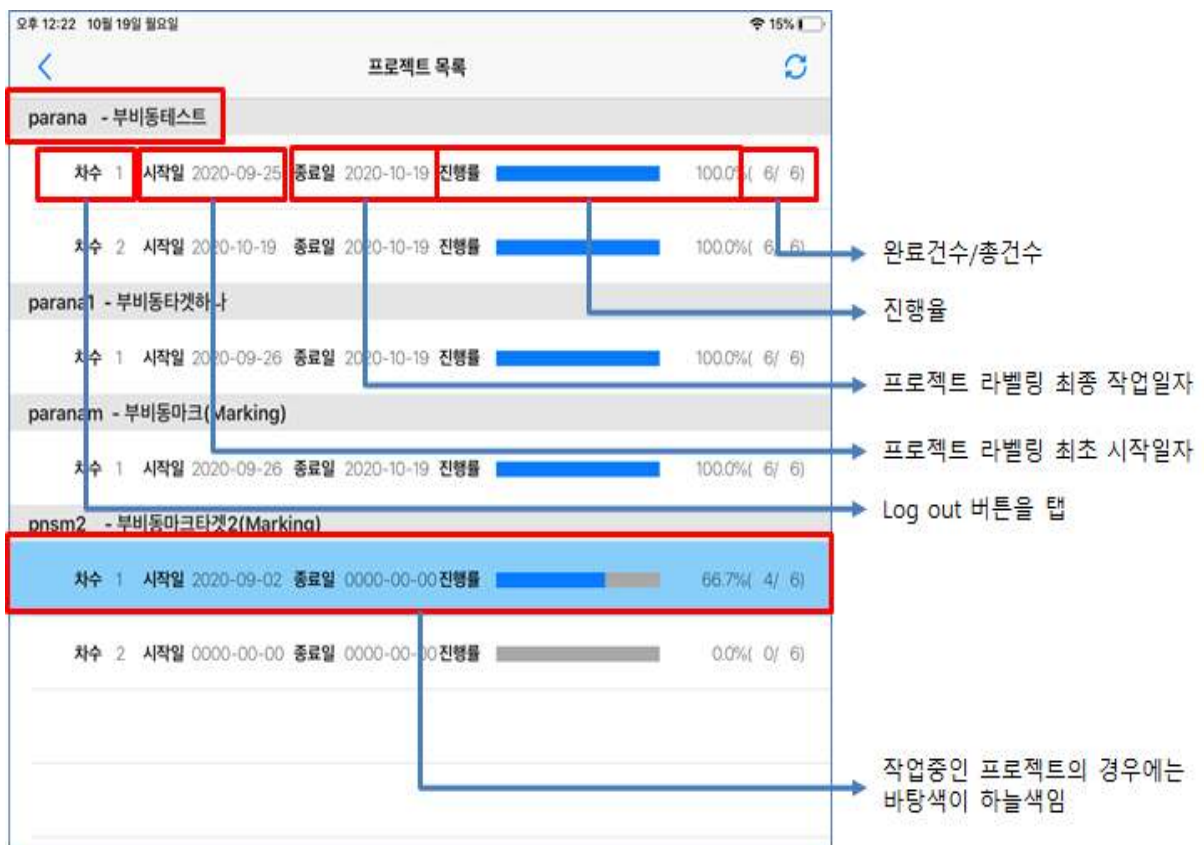 오후 12:22 10월 19일 월요일 15%
프로젝트 목록
parana - 부비동테스트
차수 1 시작일 2020-09-25 종료일 2020-10-19 진행률 100.0%( 6/ 6)
차수 2 시작일 2020-10-19 종료일 2020-10-19 진행률 100.0%( 6/ 6)
완료건수/총건수
parana1 - 부비동타겟하나
진행율
차수 1 시작일 2020-09-26 종료일 2020-10-19 진행률 100.0%( 6/ 6)
프로젝트 라벨링 최종 작업일자
paranam - 부비동마크(Marking)
프로젝트 라벨링 최초 시작일자
차수 1 시작일 2020-09-26 종료일 2020-10-19 진행률 100.0%( 6/ 6)
Log out 버튼을 탭
pnsm2 - 부비동마크타겟2(Marking)
차수 1 시작일 2020-09-02 종료일 0000-00-00 진행률 66.7%( 4/ 6)
차수 2 시작일 0000-00-00 종료일 0000-00-00 진행률 0.0%( 0/ 6)
작업중인 프로젝트의 경우에는
바탕색이 하늘색임